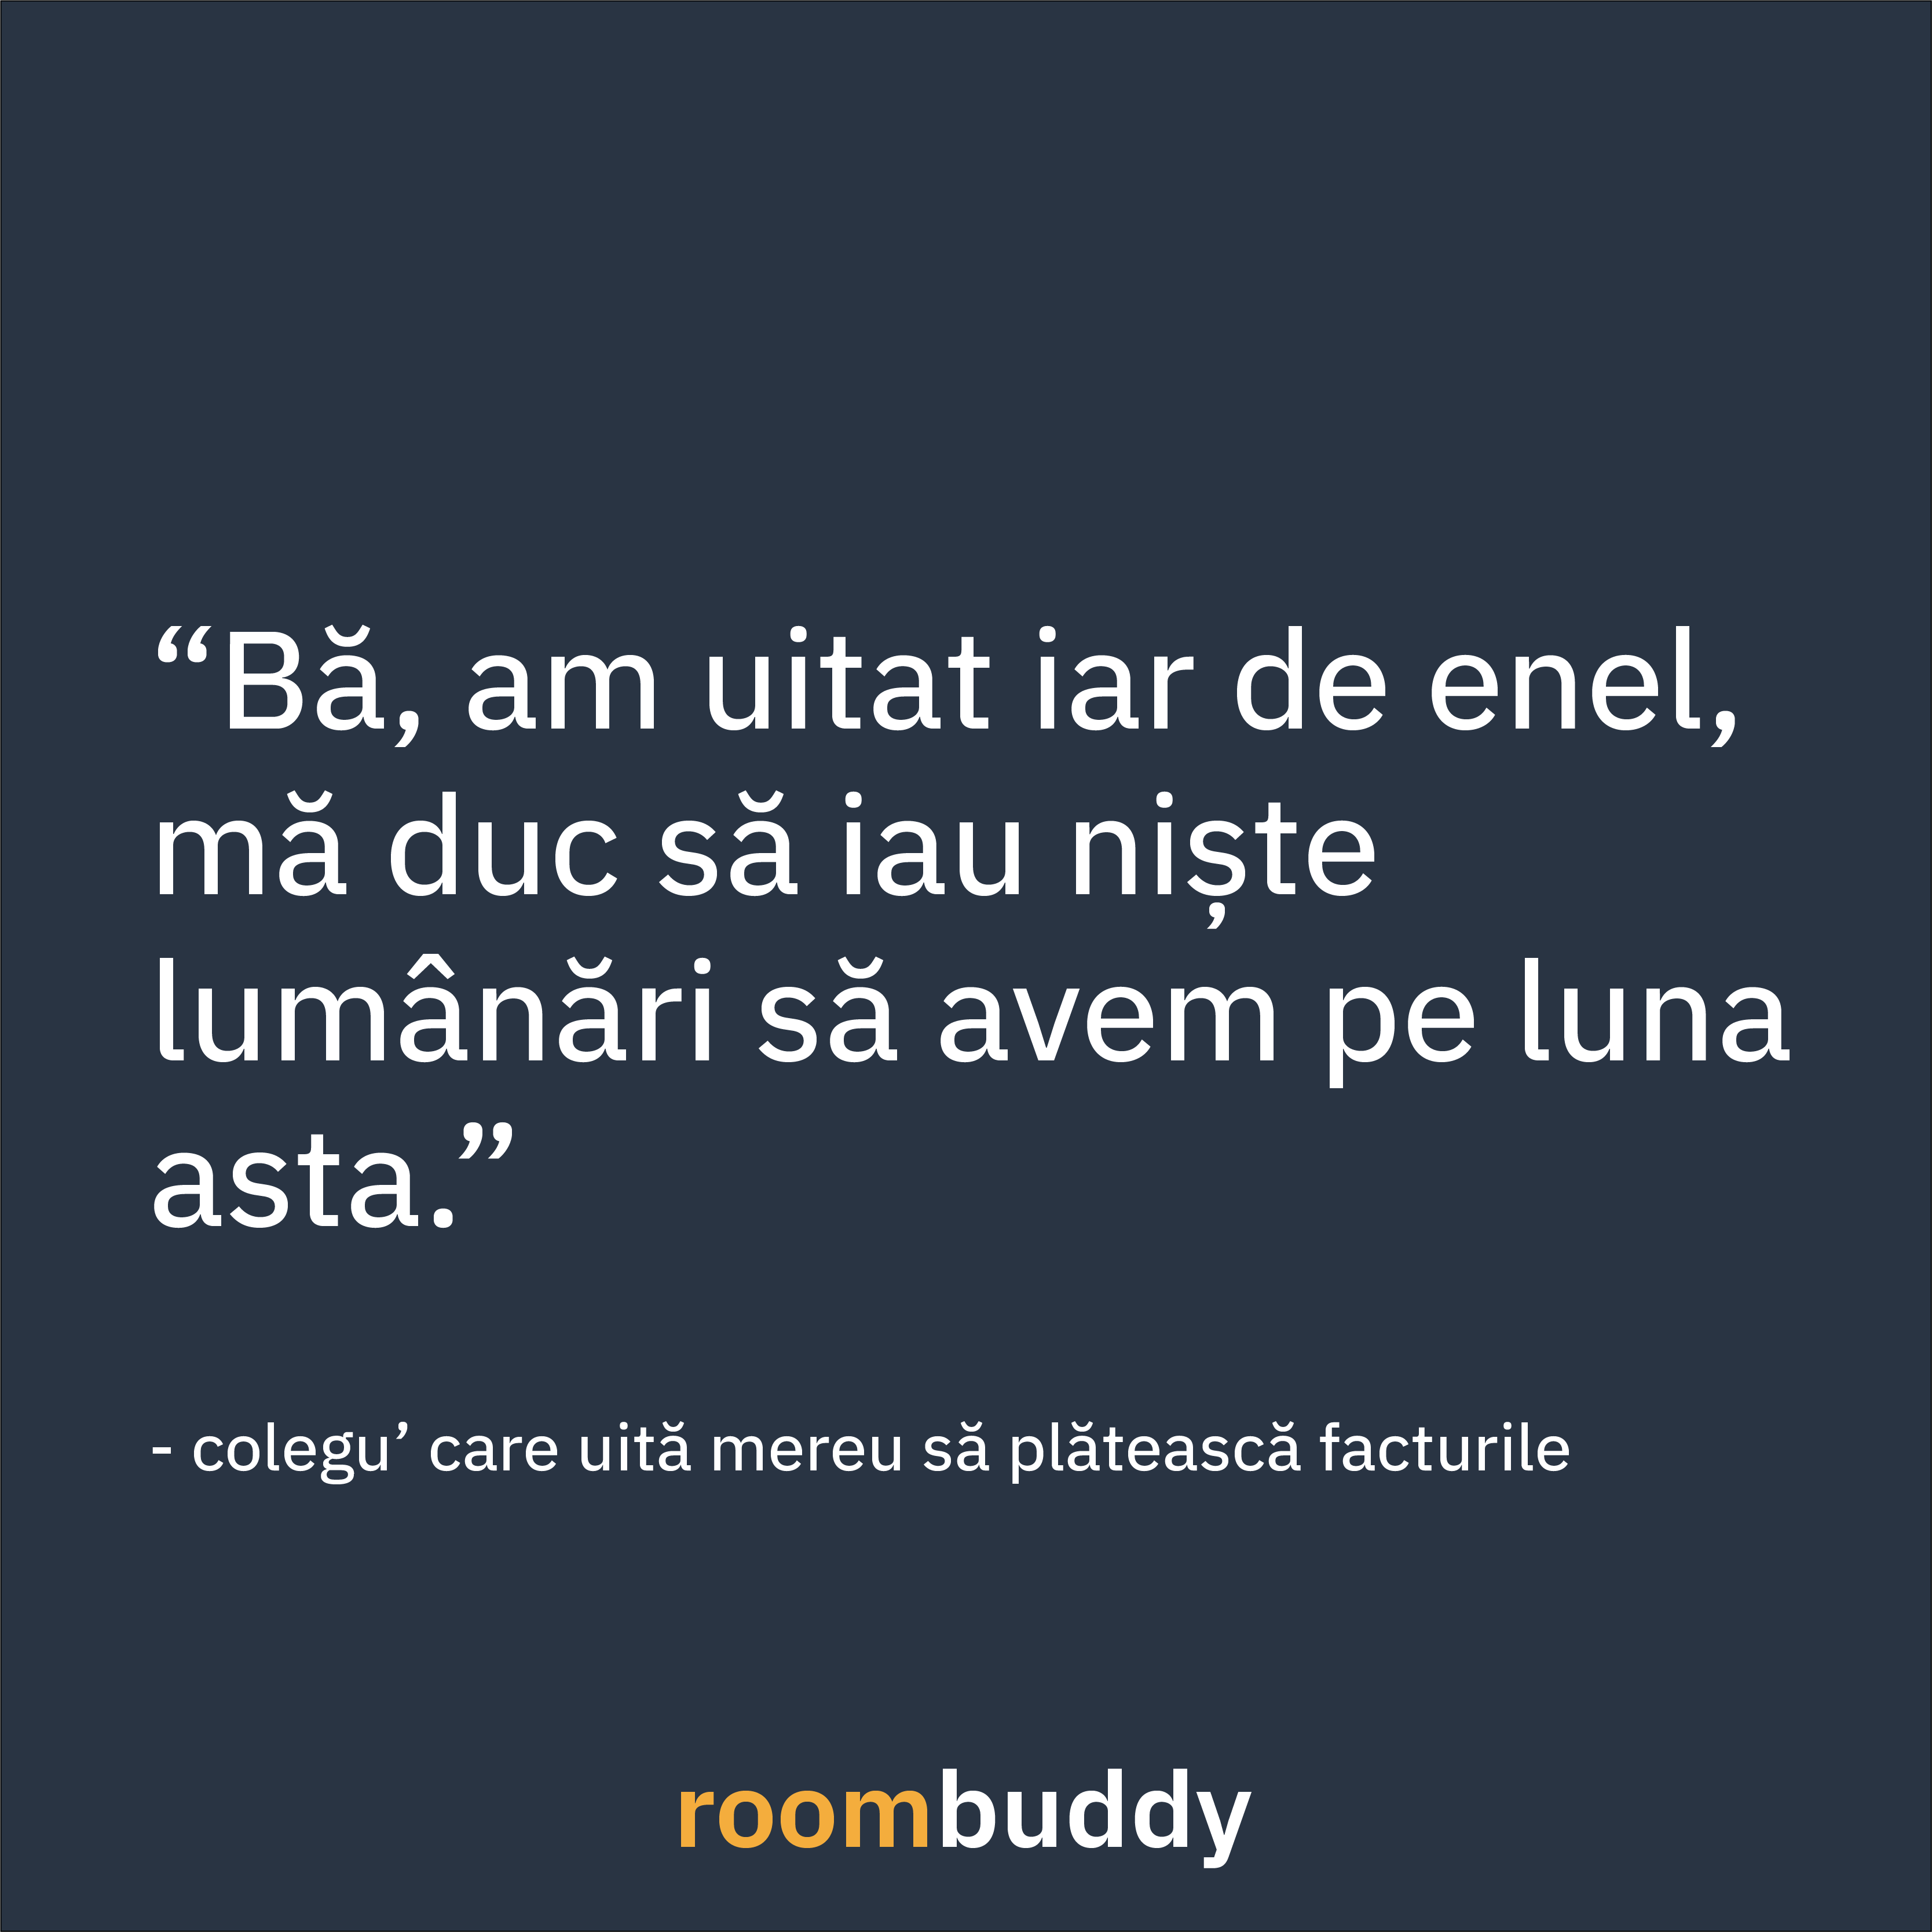 “Bă, am uitat iar de enel,
mă duc să iau niște
lumânări să avem pe luna
asta.”
- colegu’ care uită mereu să plătească facturile
roombuddy